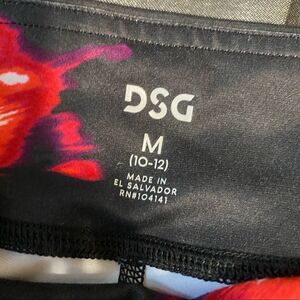 DSG
M
(10-12)
MADE IN
EL SALVADOR
RN#104141